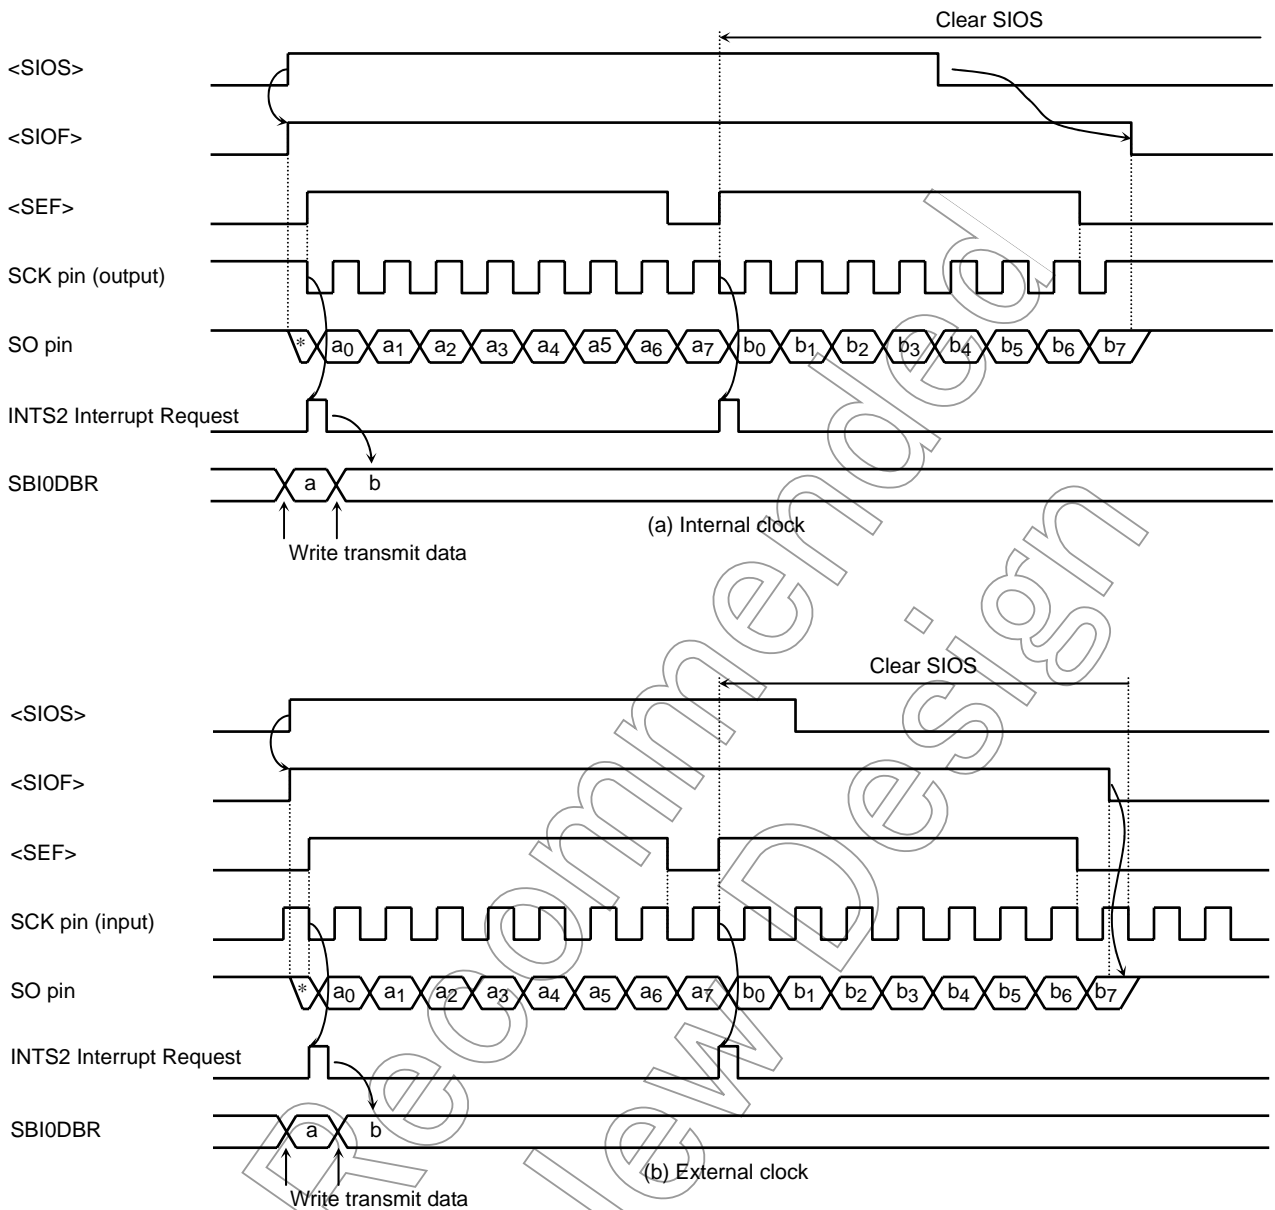 Clear SIOS
<SIOS>
<SIOF>
<SEF>
SCK pin (output)
SO pin
* a0 a1 a2 a3 a4 a5 a6 a7 b0 b1 b2 b3 b4 b5 b6 b7
INTS2 Interrupt Request
SBI0DBR
a b
(a) Internal clock
Write transmit data
Clear SIOS
<SIOS>
<SIOF>
<SEF>
SCK pin (input)
SO pin
* a0 a1 a2 a3 a4 a5 a6 a7 b0 b1 b2 b3 b4 b5 b6 b7
INTS2 Interrupt Request
SBI0DBR
a b
(b) External clock
Write transmit data
Recommended
ew Design